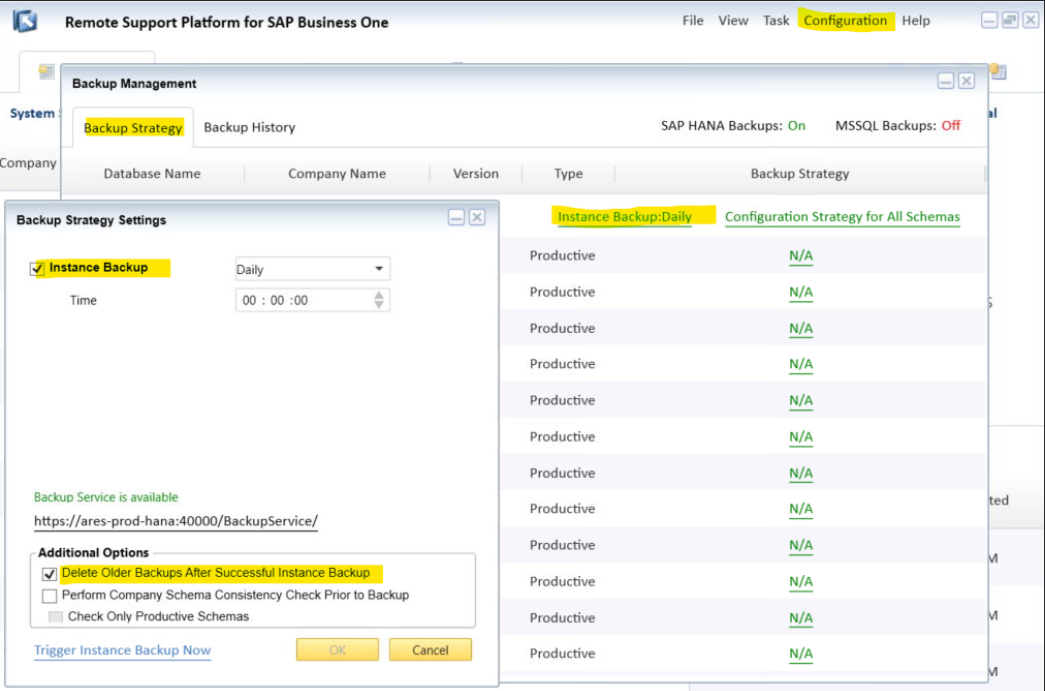 Remote Support Platform for SAP Business One
File View Task Configuration Help
System
Company
Backup Management
Backup Strategy Backup History
SAP HANA Backups: On MSSQL Backups: Off
Database Name Company Name Version Type Backup Strategy
Instance Backup:Daily Configuration Strategy for All Schemas
Productive N/A
Productive N/A
Productive N/A
Productive N/A
Productive N/A
Productive N/A
Productive N/A
Productive N/A
Productive N/A
Productive N/A
Productive N/A
Productive N/A
Backup Strategy Settings
Instance Backup Daily
Time 00 : 00 :00
Backup Service is available
https://ares-prod-hana:40000/BackupService/
Additional Options
Delete Older Backups After Successful Instance Backup
Perform Company Schema Consistency Check Prior to Backup
Check Only Productive Schemas
Trigger Instance Backup Now OK Cancel